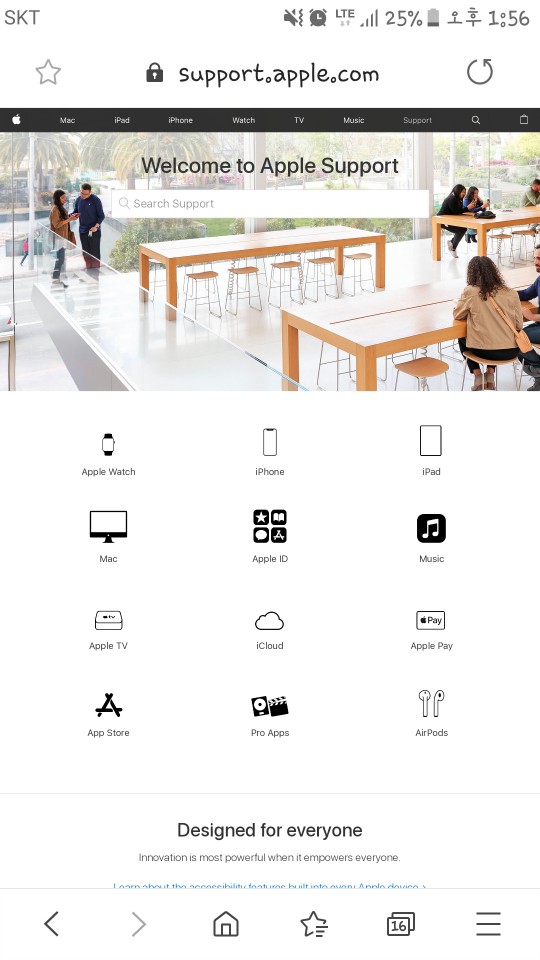 SKT LTE 25% 오후 1:56
support.apple.com
Mac iPad iPhone Watch TV Music Support
Welcome to Apple Support
Search Support
Apple Watch iPhone iPad
Mac Apple ID Music
tv Pay
Apple TV iCloud Apple Pay
App Store Pro Apps AirPods
Designed for everyone
Innovation is most powerful when it empowers everyone.
Learn about the accessibility features built into every Apple device >
16